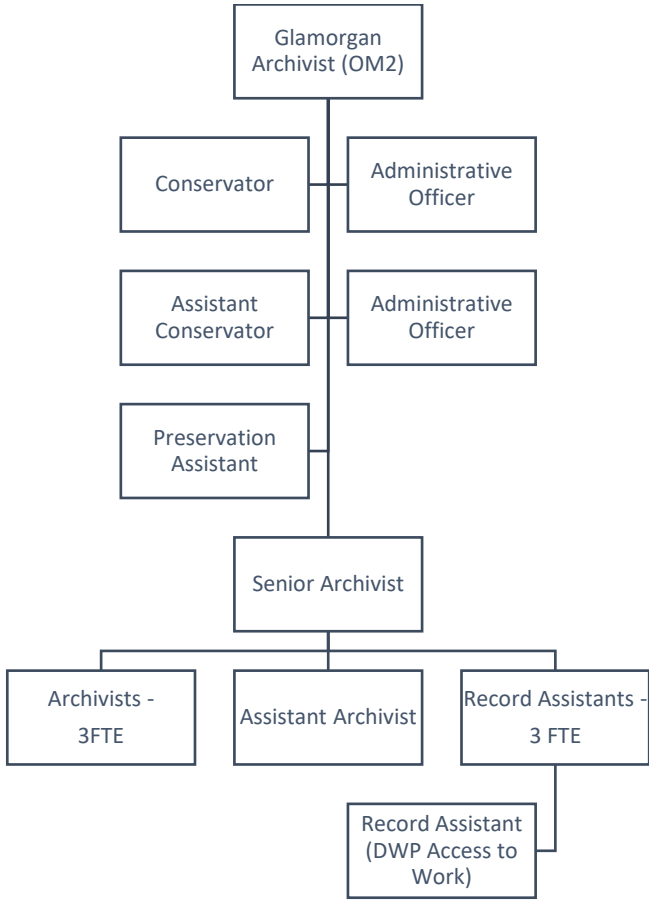 Glamorgan
Archivist (OM2)
Conservator
Administrative
Officer
Assistant
Conservator
Administrative
Officer
Preservation
Assistant
Senior Archivist
Archivists -
3FTE
Assistant Archivist
Record Assistants -
3 FTE
Record Assistant
(DWP Access to
Work)